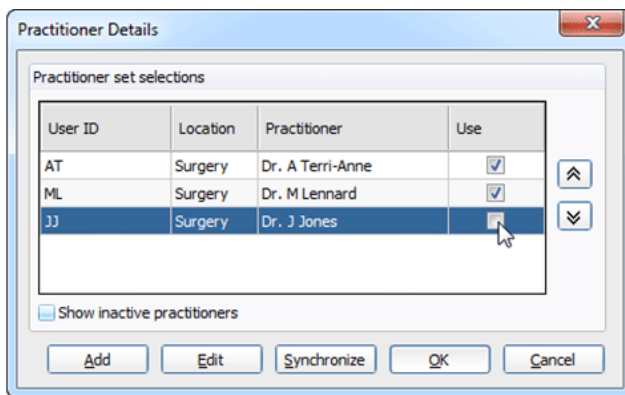 Practitioner Details
Practitioner set selections
User ID Location Practitioner Use
AT Surgery Dr. A Terri-Anne
ML Surgery Dr. M Lennard
JJ Surgery Dr. J Jones
Show inactive practitioners
Add Edit Synchronize OK Cancel